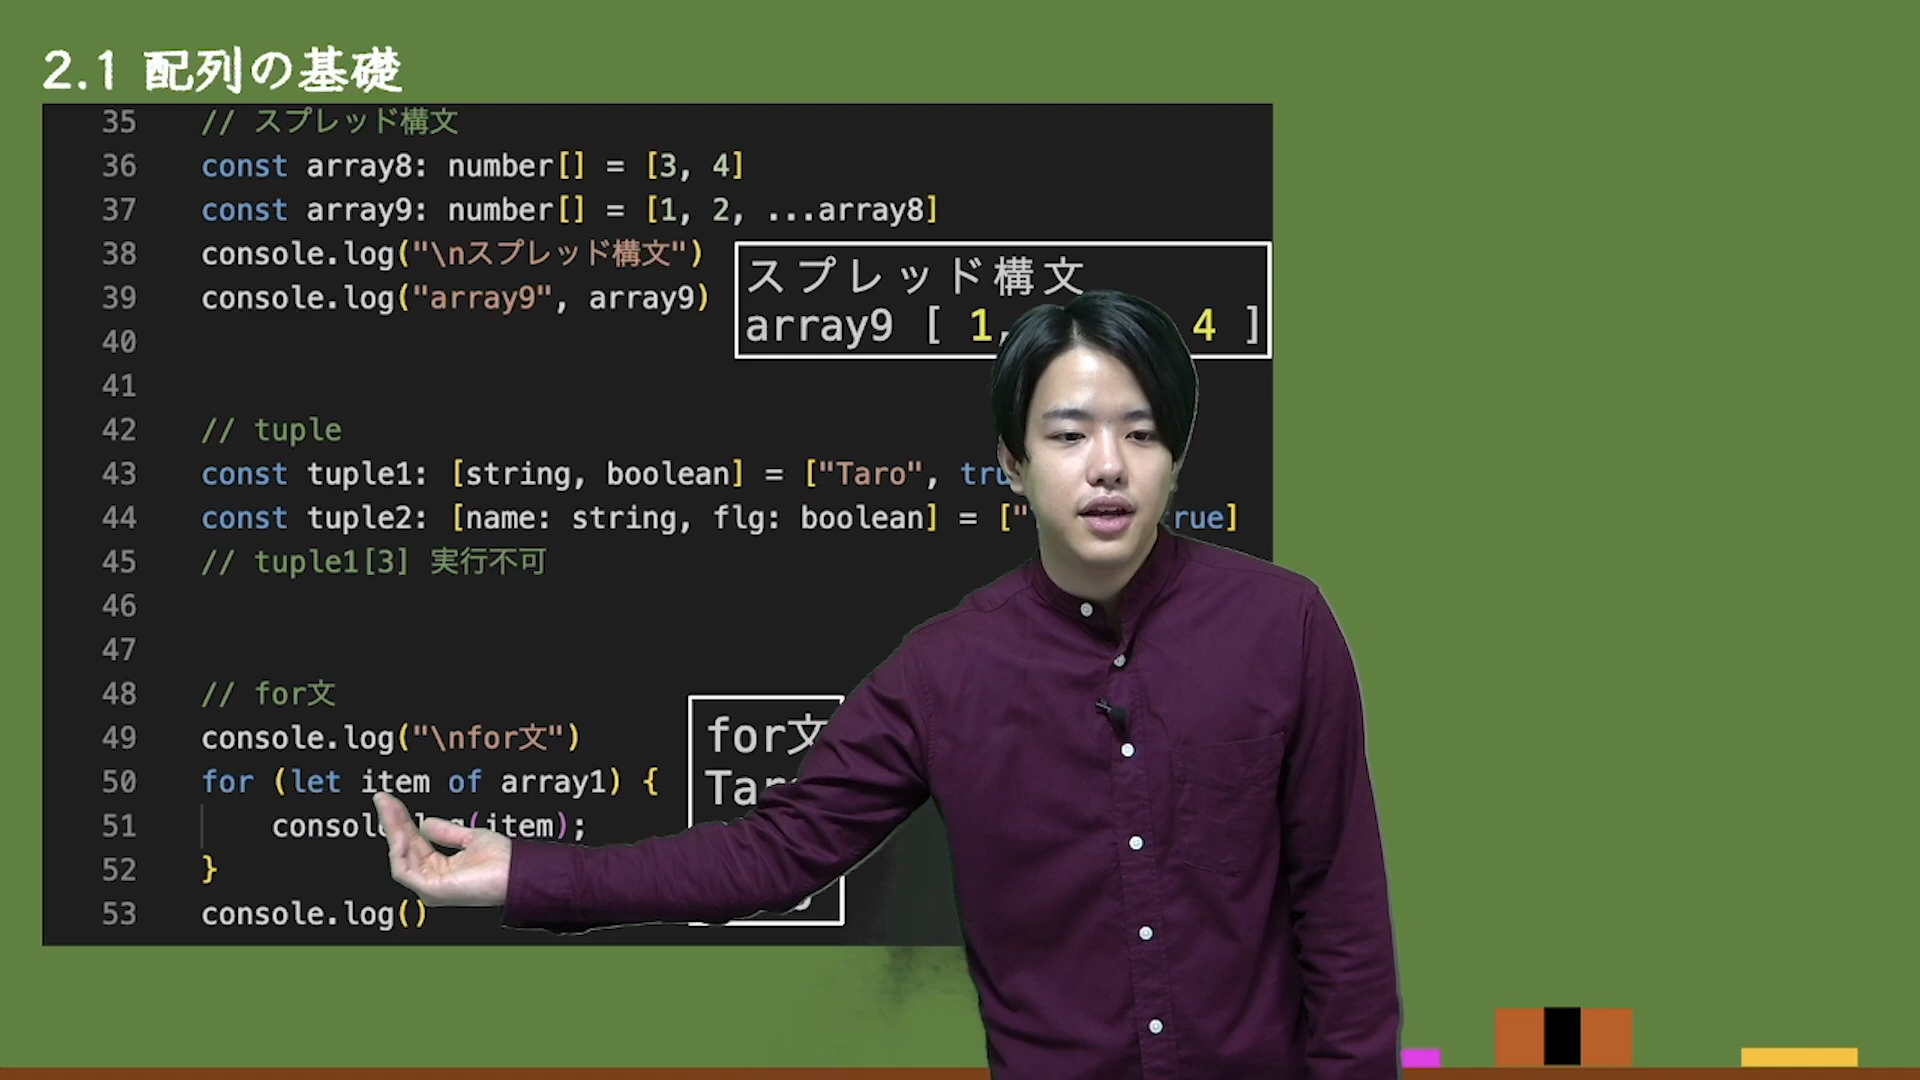 2.1 配列の基礎
35 // スプレッド構文
36 const array8: number[] = [3, 4]
37 const array9: number[] = [1, 2, ...array8]
38 console.log("\nスプレッド構文")
39 console.log("array9", array9)
スプレッド構文
array9 [ 1, 4 ]
40
41
42 // tuple
43 const tuple1: [string, boolean] = ["Taro", tru
44 const tuple2: [name: string, flg: boolean] = [" rue]
45 // tuple1[3] 実行不可
46
47
48 // for文
49 console.log("\nfor文")
50 for (let item of array1) {
51 consol g(item);
52 }
53 console.log()
for文
Tar